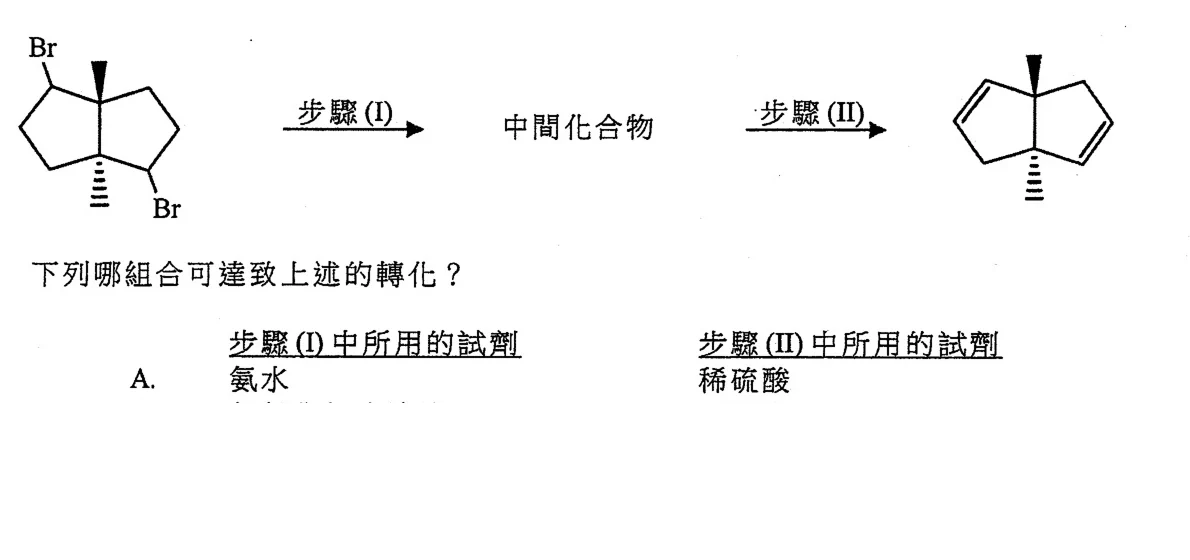 Br
步驟 (I)
中間化合物
步驟 (II)
Br
下列哪組合可達致上述的轉化？
步驟 (I) 中所用的試劑 步驟 (II) 中所用的試劑
A. 氨水 稀硫酸